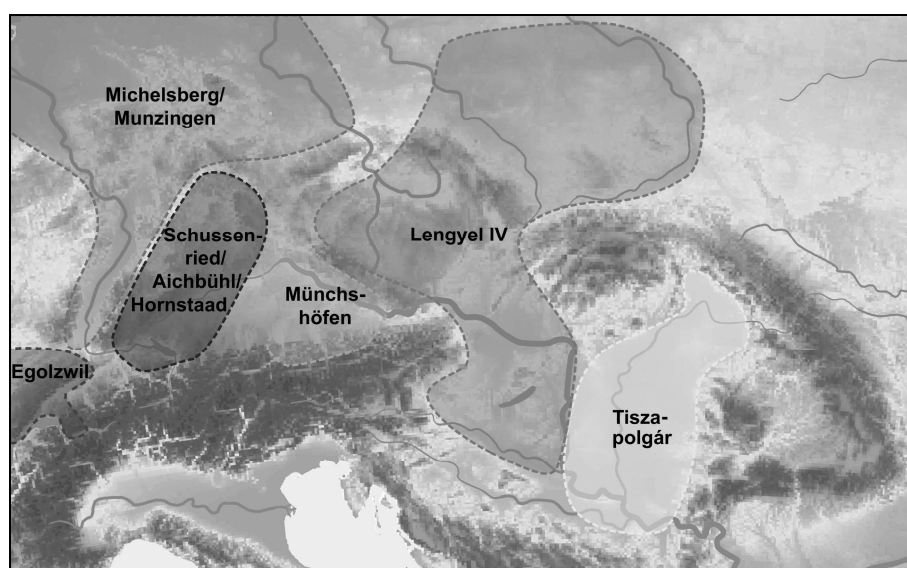 Michelsberg/
Munzingen
Schussen-
ried/
Aichbühl/
Hornstaad
Lengyel IV
Münchs-
höfen
Egolzwil
Tisza-
polgár